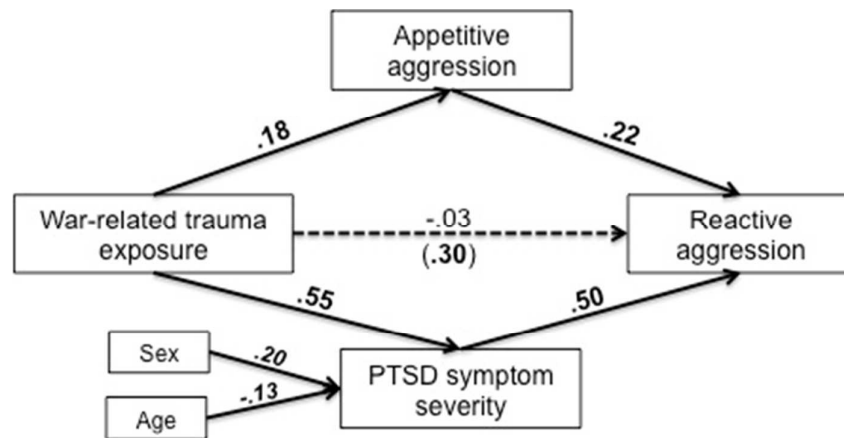 Appetitive
aggression
.18
.22
War-related trauma
exposure
-.03
(.30)
Reactive
aggression
.55
.50
Sex
.20
Age
-.13
PTSD symptom
severity